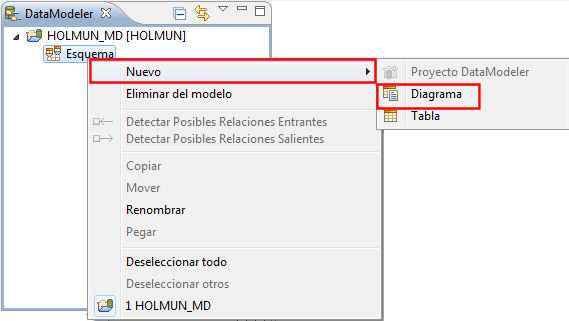 DataModeler
HOLMUN_MD [HOLMUN]
Esquema
Nuevo
Eliminar del modelo
Detectar Posibles Relaciones Entrantes
Detectar Posibles Relaciones Salientes
Copiar
Mover
Renombrar
Pegar
Deseleccionar todo
Deseleccionar otros
1 HOLMUN_MD
Proyecto DataModeler
Diagrama
Tabla